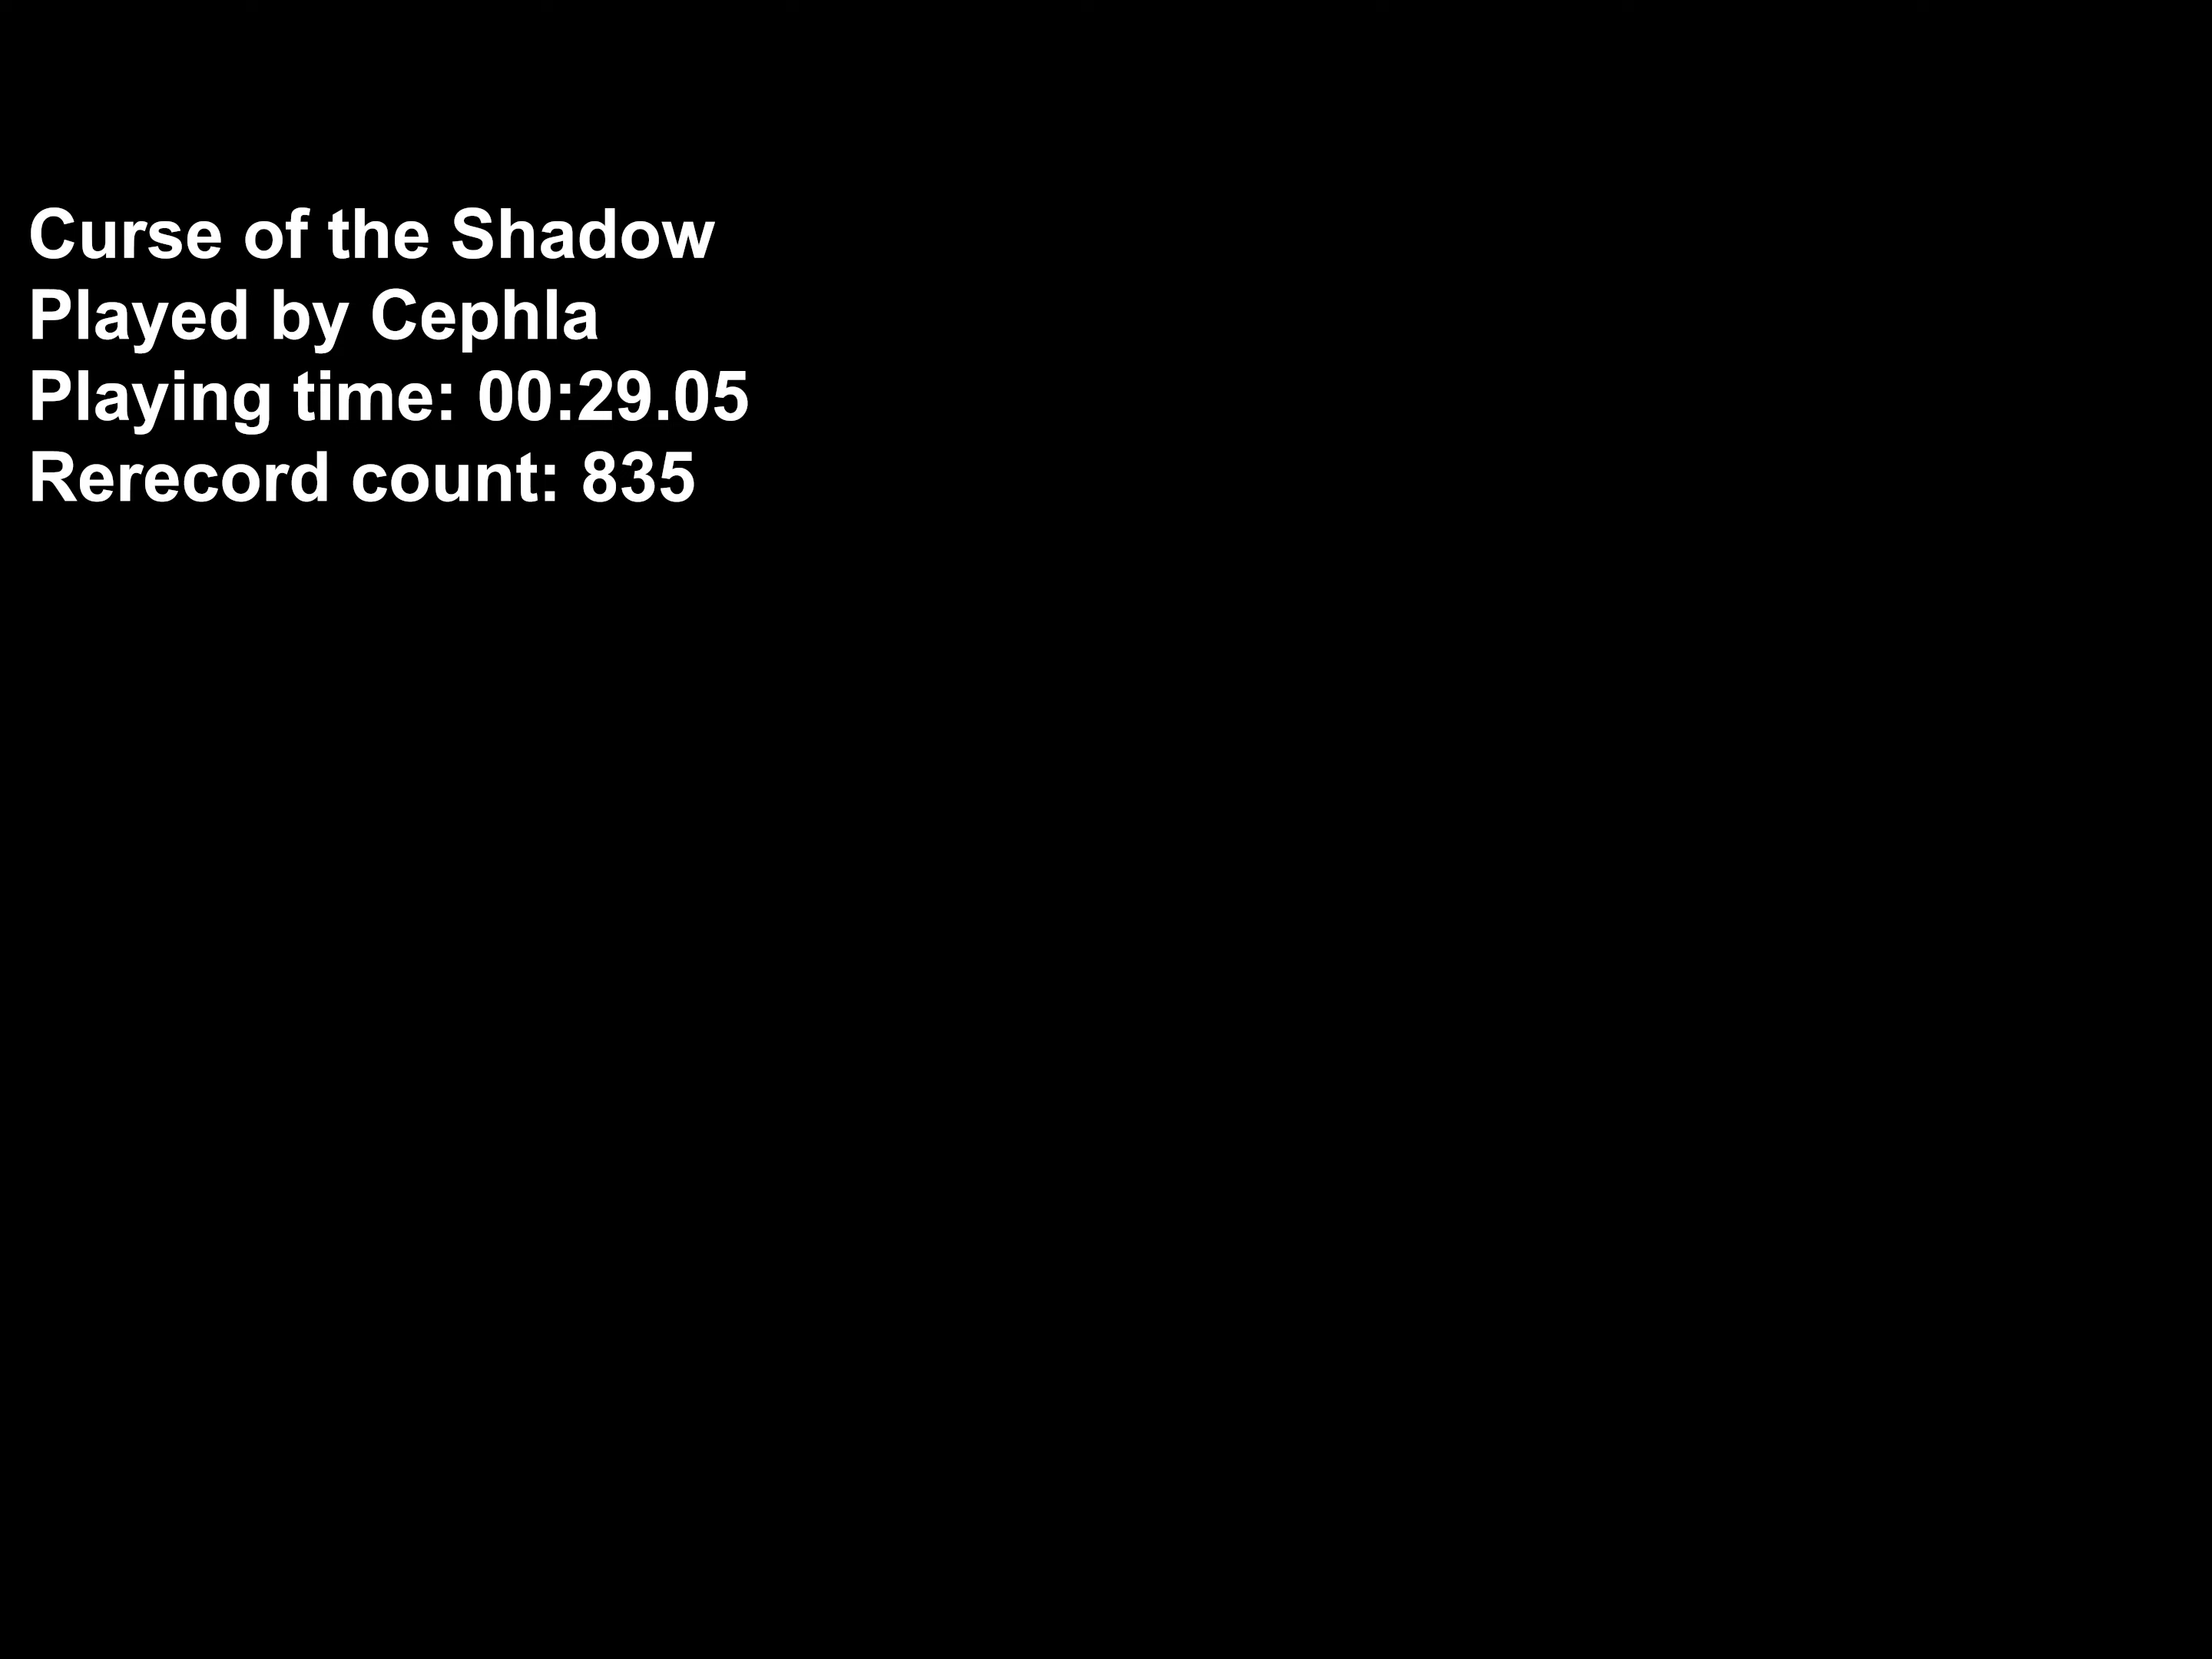 Curse of the Shadow
Played by Cephla
Playing time: 00:29.05
Rerecord count: 835